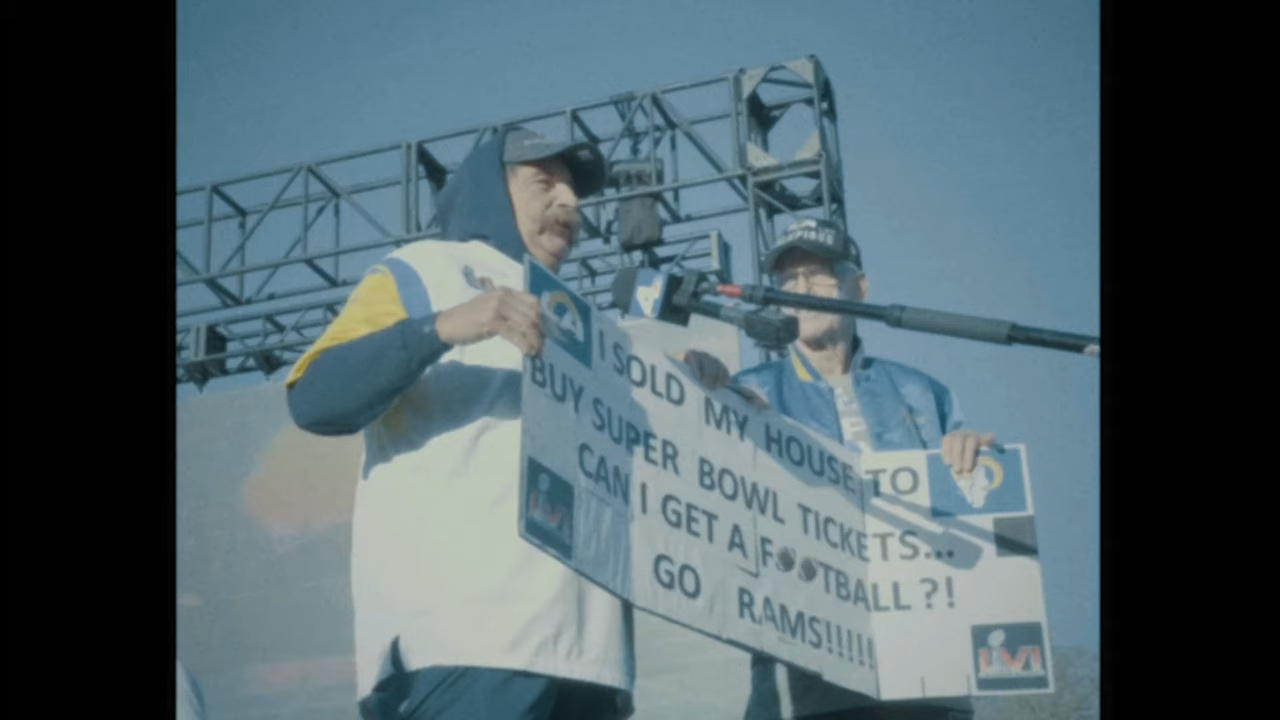 I SOLD MY HOUSE TO
BUY SUPER BOWL TICKETS...
CAN I GET A FOOTBALL?!
GO RAMS!!!!!
LVI
LVI